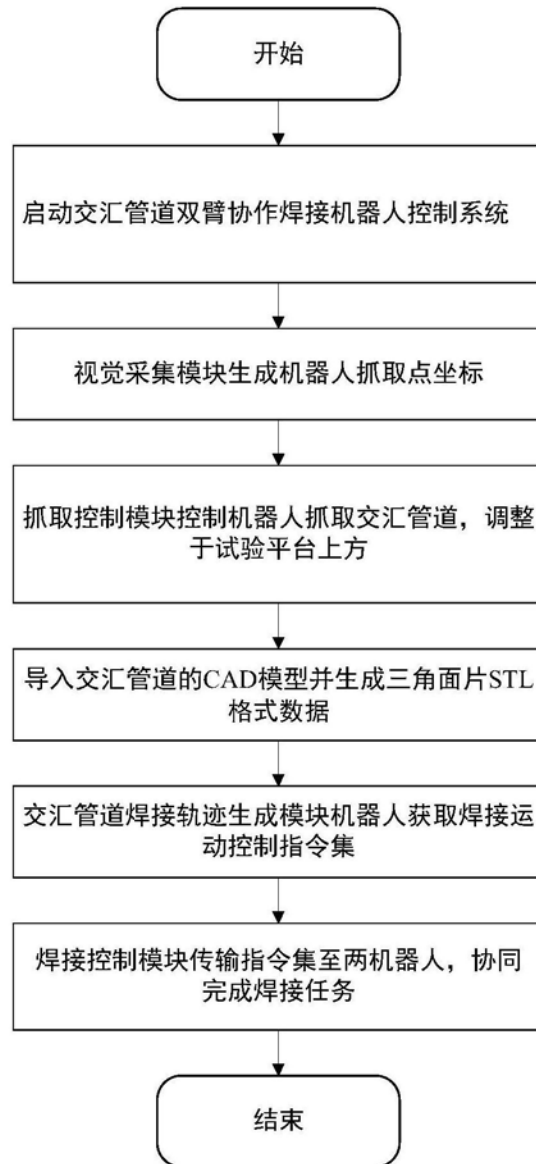 开始
启动交汇管道双臂协作焊接机器人控制系统
视觉采集模块生成机器人抓取点坐标
抓取控制模块控制机器人抓取交汇管道，调整
于试验平台上方
导入交汇管道的CAD模型并生成三角面片STL
格式数据
交汇管道焊接轨迹生成模块机器人获取焊接运
动控制指令集
焊接控制模块传输指令集至两机器人，协同
完成焊接任务
结束